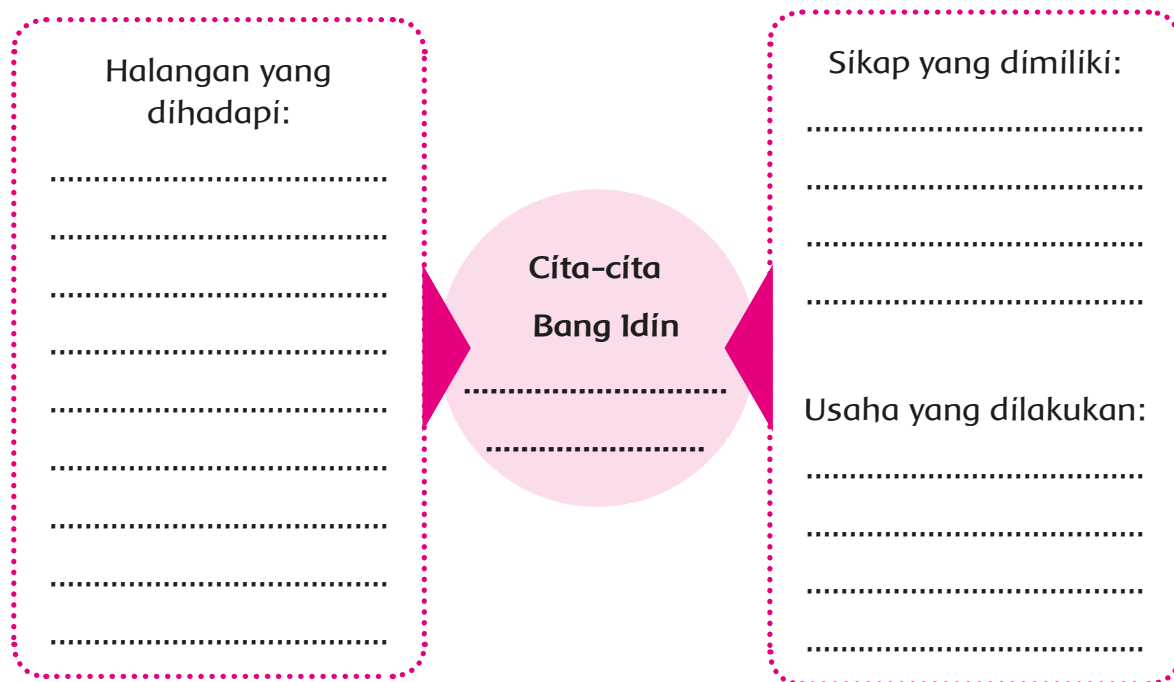 Halangan yang
dihadapi:
Cita-cita
Bang Idin
Sikap yang dimiliki:
Usaha yang dilakukan: